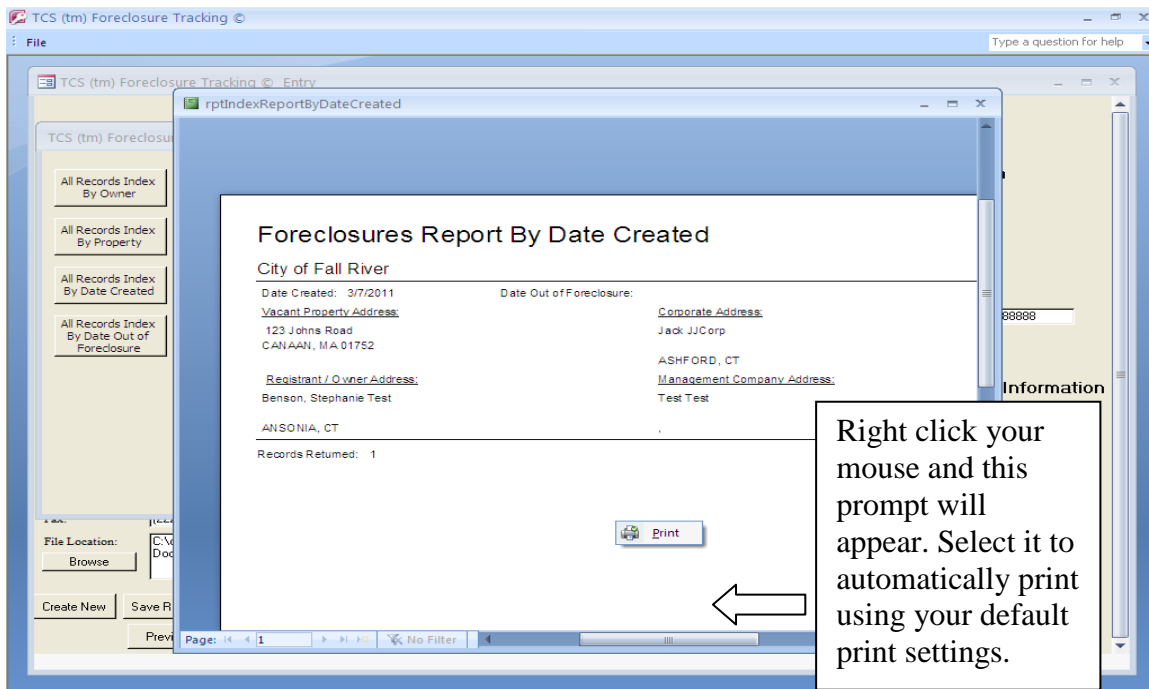 TCS (tm) Foreclosure Tracking ©
File
Type a question for help
TCS (tm) Foreclosure Tracking © Entry
rptIndexReportByDateCreated
TCS (tm) Foreclosu
All Records Index
By Owner
All Records Index
By Property
All Records Index
By Date Created
All Records Index
By Date Out of
Foreclosure
Foreclosures Report By Date Created
City of Fall River
Date Created: 3/7/2011 Date Out of Foreclosure:
Vacant Property Address: Corporate Address:
123 Johns Road Jack JJCorp
CANAAN, MA 01752
ASHFORD, CT
Registrant / Owner Address: Management Company Address:
Benson, Stephanie Test Test Test
ANSONIA, CT ,
Records Returned: 1
88888
Information
Print
Right click your
mouse and this
prompt will
appear. Select it to
automatically print
using your default
print settings.
File Location: C:\
Doc
Browse
Create New Save R
Previ
Page: 1 No Filter